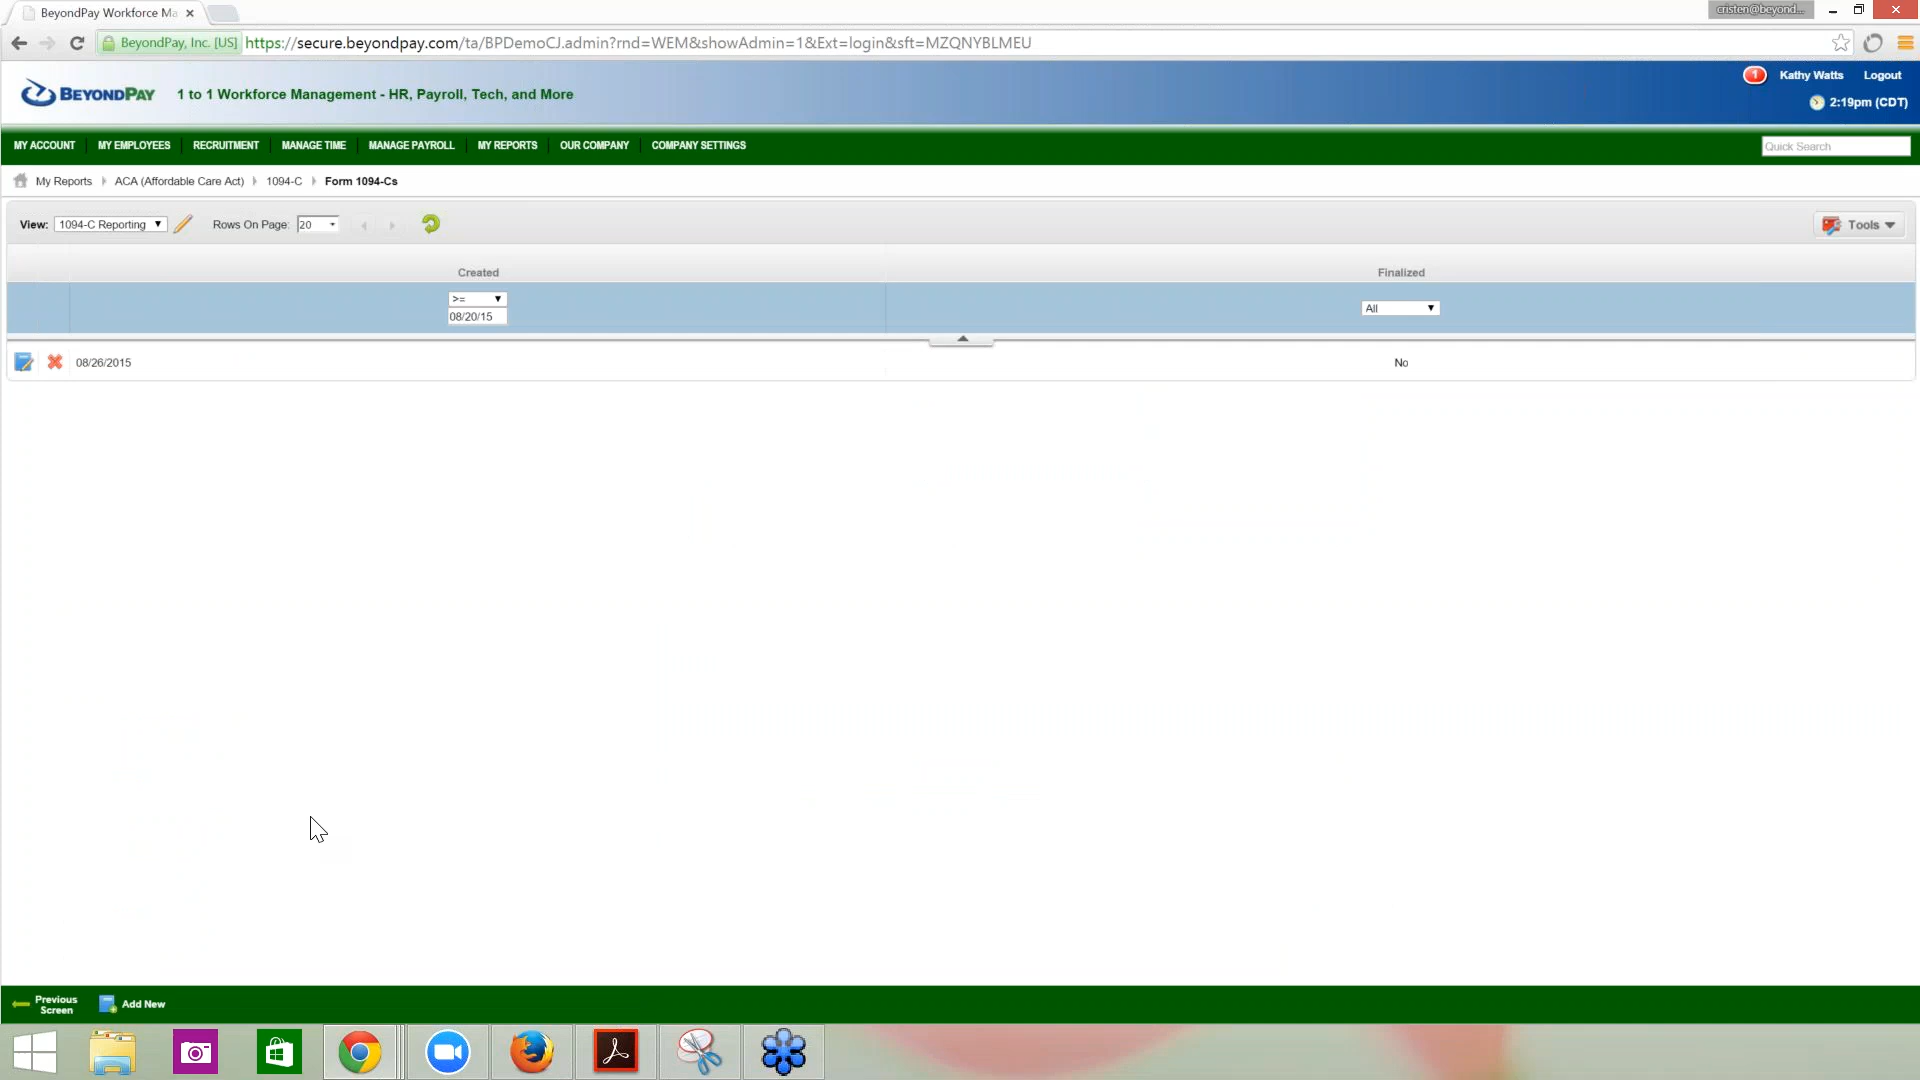 BeyondPay Workforce Ma
cristen@beyond...
BeyondPay, Inc. [US] https://secure.beyondpay.com/ta/BPDemoCJ.admin?rnd=WEM&showAdmin=1&Ext=login&sft=MZQNYBLMEU
BEYONDPAY 1 to 1 Workforce Management - HR, Payroll, Tech, and More
1 Kathy Watts Logout
2:19pm (CDT)
MY ACCOUNT MY EMPLOYEES RECRUITMENT MANAGE TIME MANAGE PAYROLL MY REPORTS OUR COMPANY COMPANY SETTINGS Quick Search
My Reports ACA (Affordable Care Act) 1094-C Form 1094-Cs
View: 1094-C Reporting Rows On Page: 20 Tools
Created Finalized
>=
08/20/15 All
08/26/2015 No
Previous Screen Add New